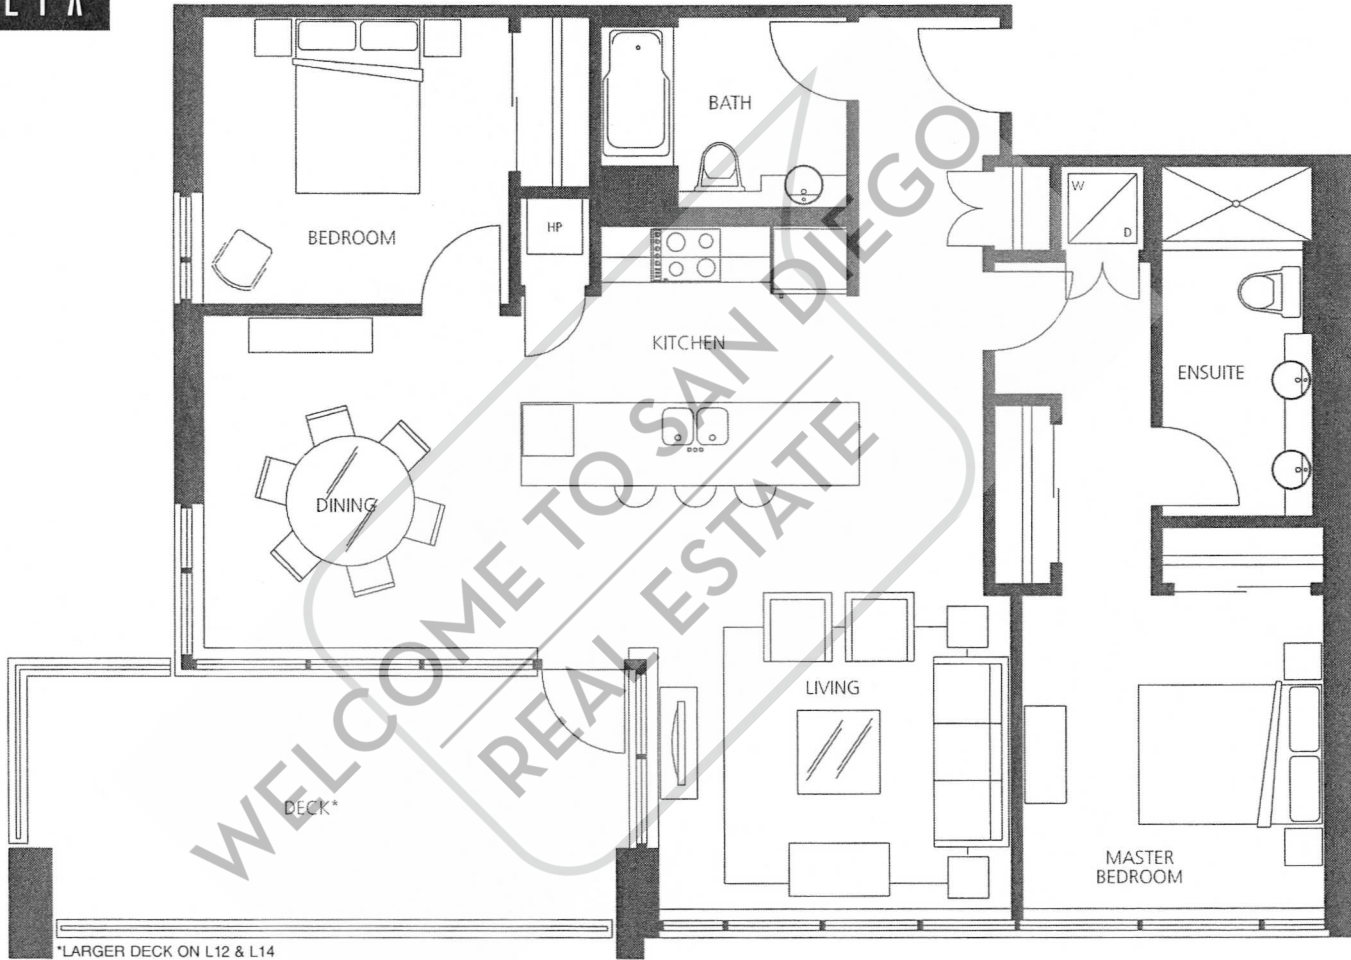 BATH
BEDROOM
HP
W
D
KITCHEN
ENSUITE
DINING
LIVING
DECK*
MASTER
BEDROOM
*LARGER DECK ON L12 & L14
WELCOME TO SAN DIEGO
REAL ESTATE